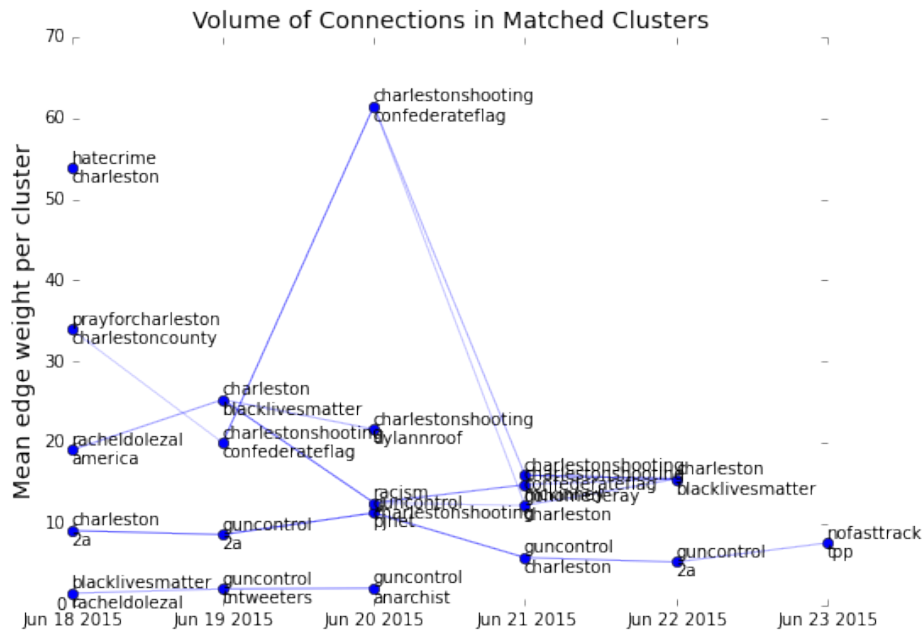 Volume of Connections in Matched Clusters
Mean edge weight per cluster
70
60
50
40
30
20
10
0
hatecrime
charleston
prayforcharleston
charlestoncounty
racheldolezal
america
charleston
2a
blacklivesmatter
racheldolezal
charleston
blacklivesmatter
charlestonshooting
confederateflag
guncontrol
2a
guncontrol
tntweeters
charlestonshooting
confederateflag
charlestonshooting
dylannroof
racism
guncontrol
charlestonshooting
pjnet
guncontrol
anarchist
charlestonshooting
charlestonshooting
confederateflag
charleston
guncontrol
charleston
charleston
blacklivesmatter
guncontrol
2a
nofasttrack
tpp
Jun 18 2015
Jun 19 2015
Jun 20 2015
Jun 21 2015
Jun 22 2015
Jun 23 2015